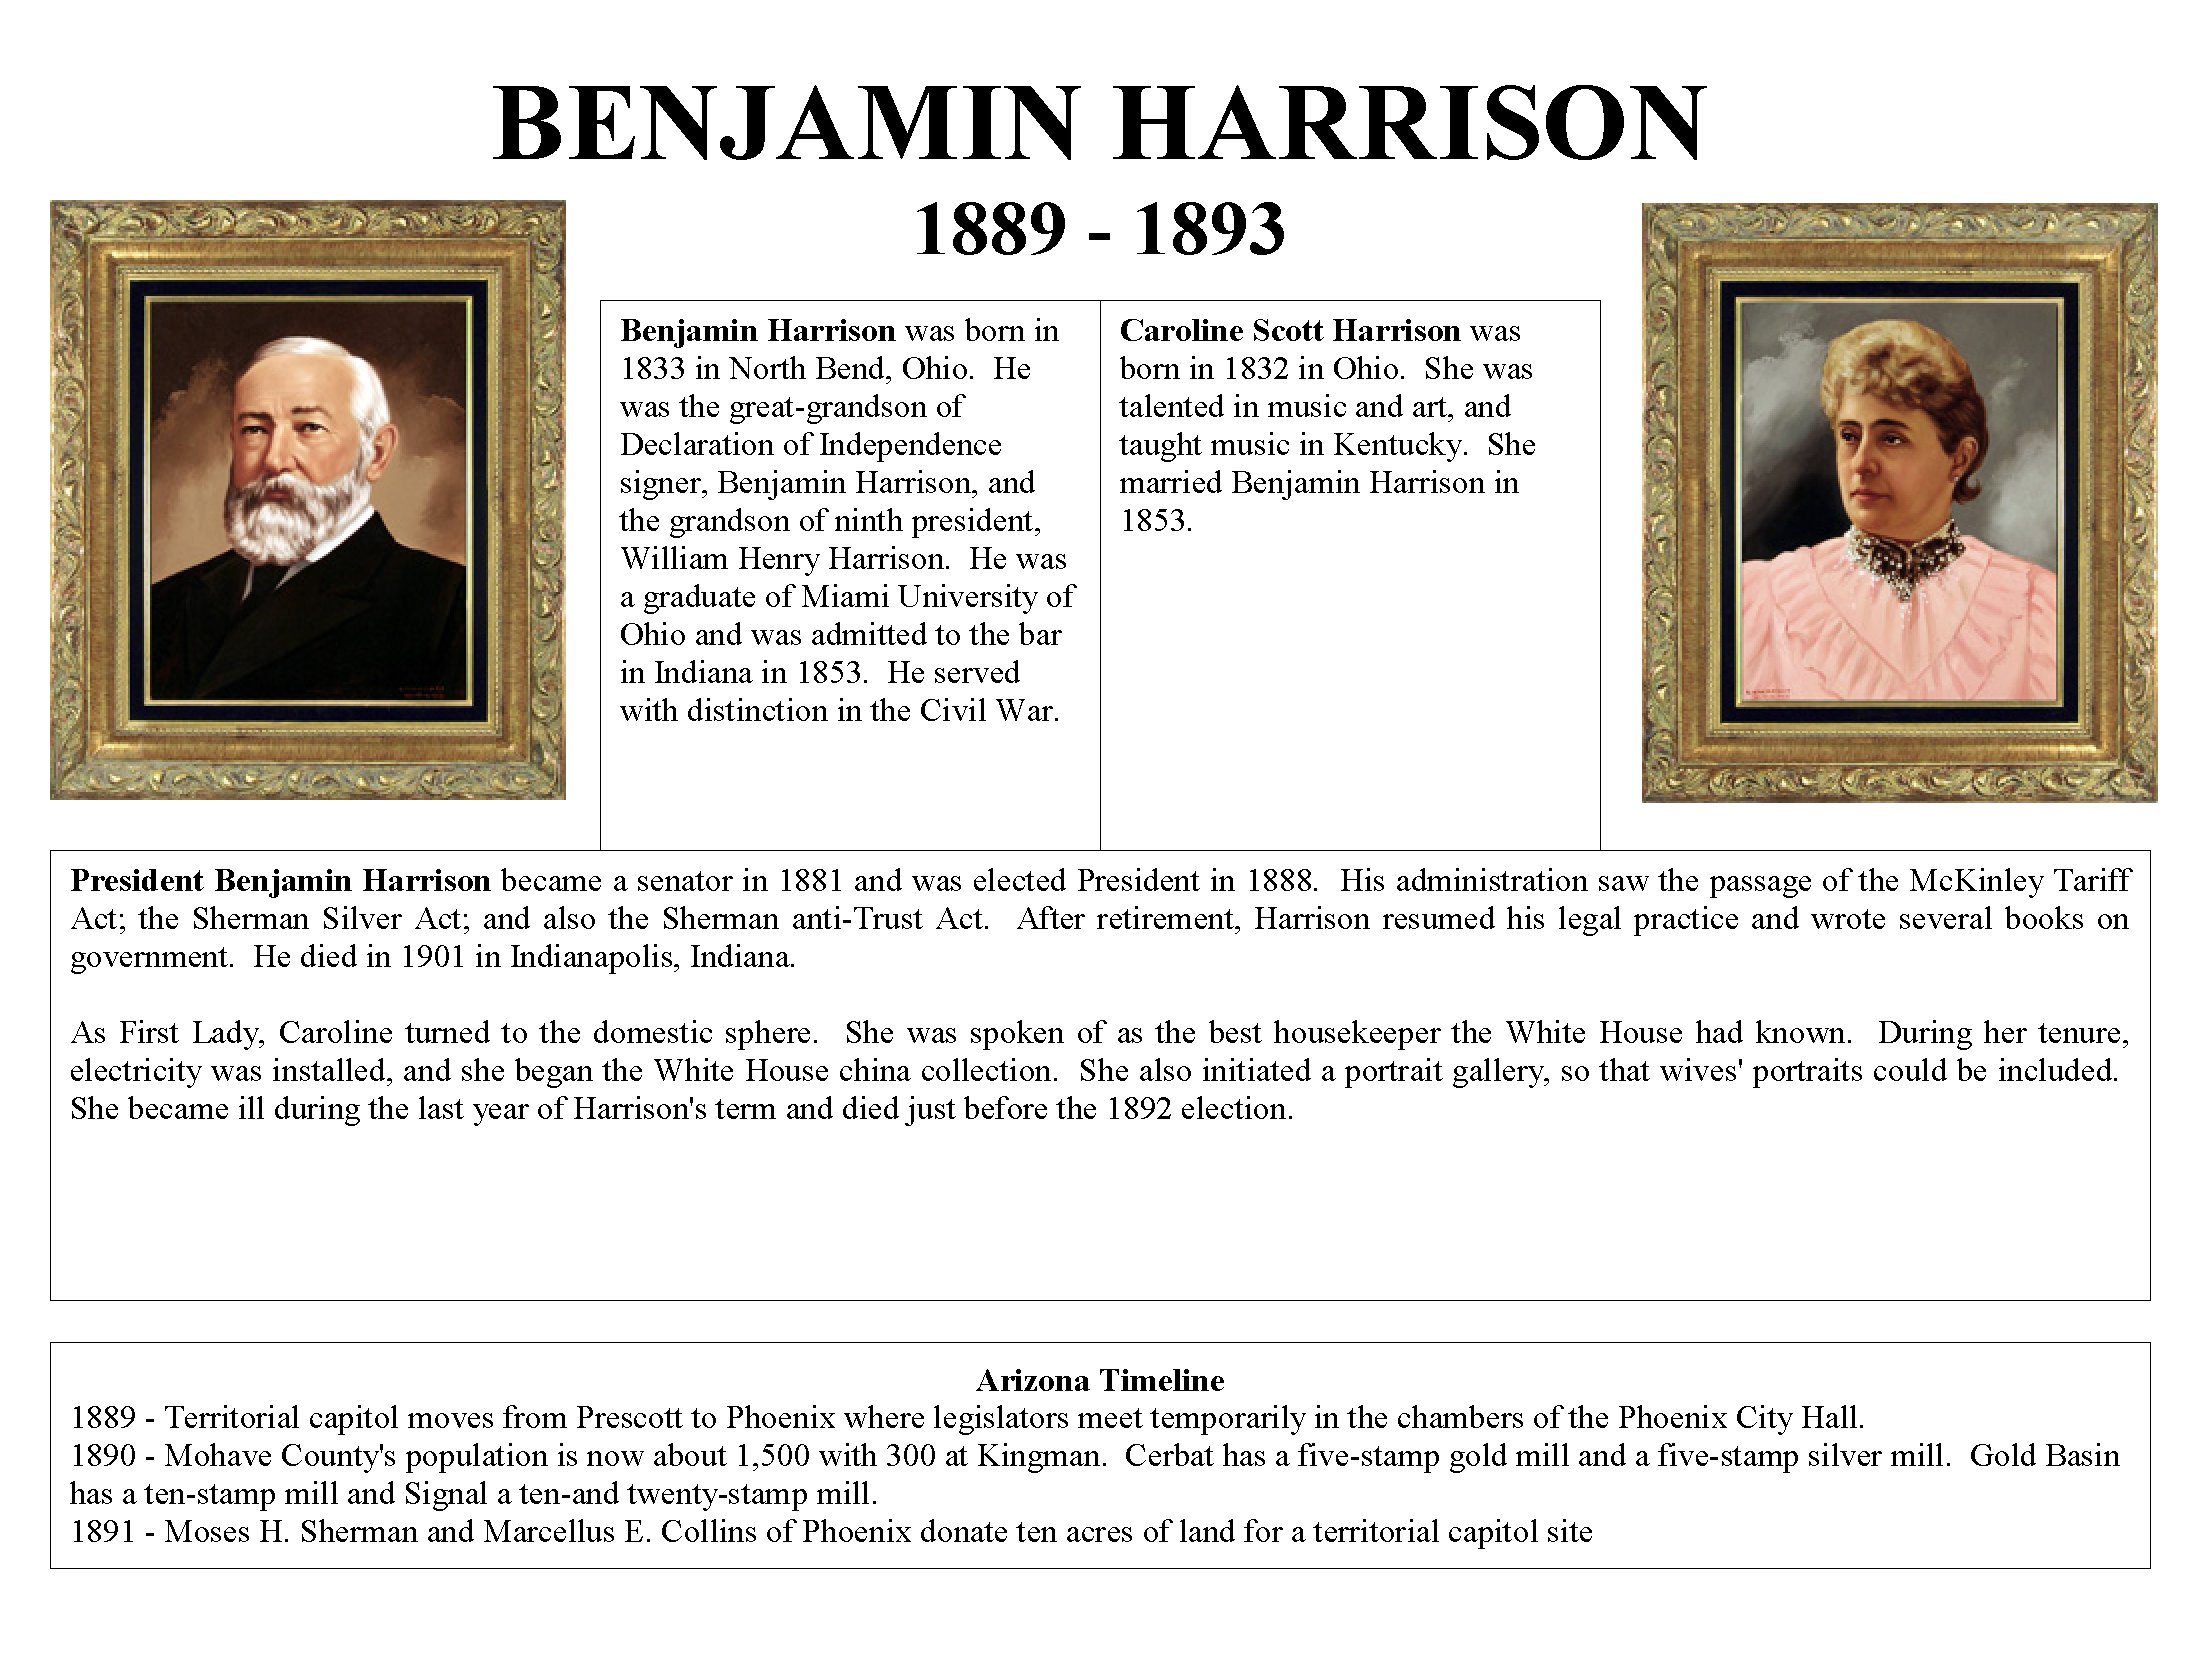 BENJAMIN HARRISON
1889 - 1893
Benjamin Harrison was born in
1833 in North Bend, Ohio.  He
was the great-grandson of
Declaration of Independence
signer, Benjamin Harrison, and
the grandson of ninth president,
William Henry Harrison.  He was
a graduate of Miami University of
Ohio and was admitted to the bar
in Indiana in 1853.  He served
with distinction in the Civil War.
Caroline Scott Harrison was
born in 1832 in Ohio.  She was
talented in music and art, and
taught music in Kentucky.  She
married Benjamin Harrison in
1853.
President Benjamin Harrison became a senator in 1881 and was elected President in 1888.  His administration saw the passage of the McKinley Tariff
Act; the Sherman Silver Act; and also the Sherman anti-Trust Act.  After retirement, Harrison resumed his legal practice and wrote several books on
government.  He died in 1901 in Indianapolis, Indiana.
As First Lady, Caroline turned to the domestic sphere.  She was spoken of as the best housekeeper the White House had known.  During her tenure,
electricity was installed, and she began the White House china collection.  She also initiated a portrait gallery, so that wives' portraits could be included.
She became ill during the last year of Harrison's term and died just before the 1892 election.
Arizona Timeline
1889 - Territorial capitol moves from Prescott to Phoenix where legislators meet temporarily in the chambers of the Phoenix City Hall.
1890 - Mohave County's population is now about 1,500 with 300 at Kingman.  Cerbat has a five-stamp gold mill and a five-stamp silver mill.  Gold Basin
has a ten-stamp mill and Signal a ten-and twenty-stamp mill.
1891 - Moses H. Sherman and Marcellus E. Collins of Phoenix donate ten acres of land for a territorial capitol site